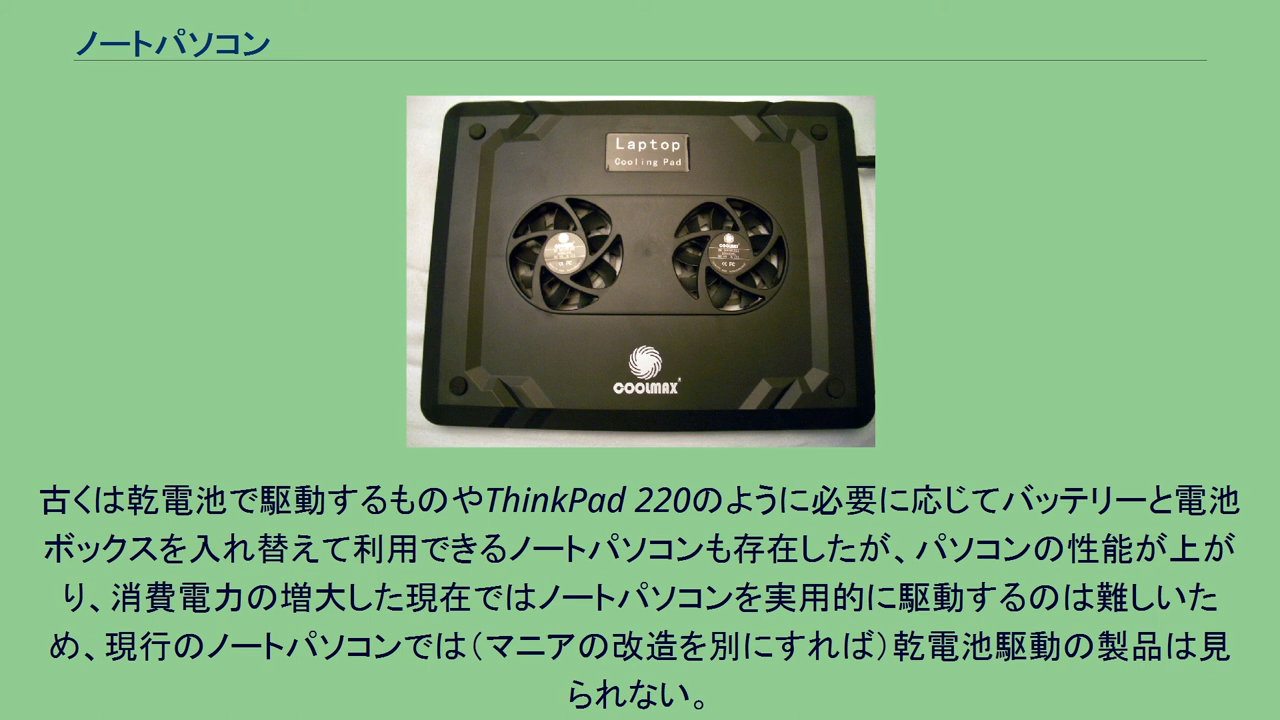 ノートパソコン
Laptop
Cooling Pad
COOLMAX
COOLMAX
古くは乾電池で駆動するものやThinkPad 220のように必要に応じてバッテリーと電池
ボックスを入れ替えて利用できるノートパソコンも存在したが、パソコンの性能が上が
り、消費電力の増大した現在ではノートパソコンを実用的に駆動するのは難しいた
め、現行のノートパソコンでは（マニアの改造を別にすれば）乾電池駆動の製品は見
られない。